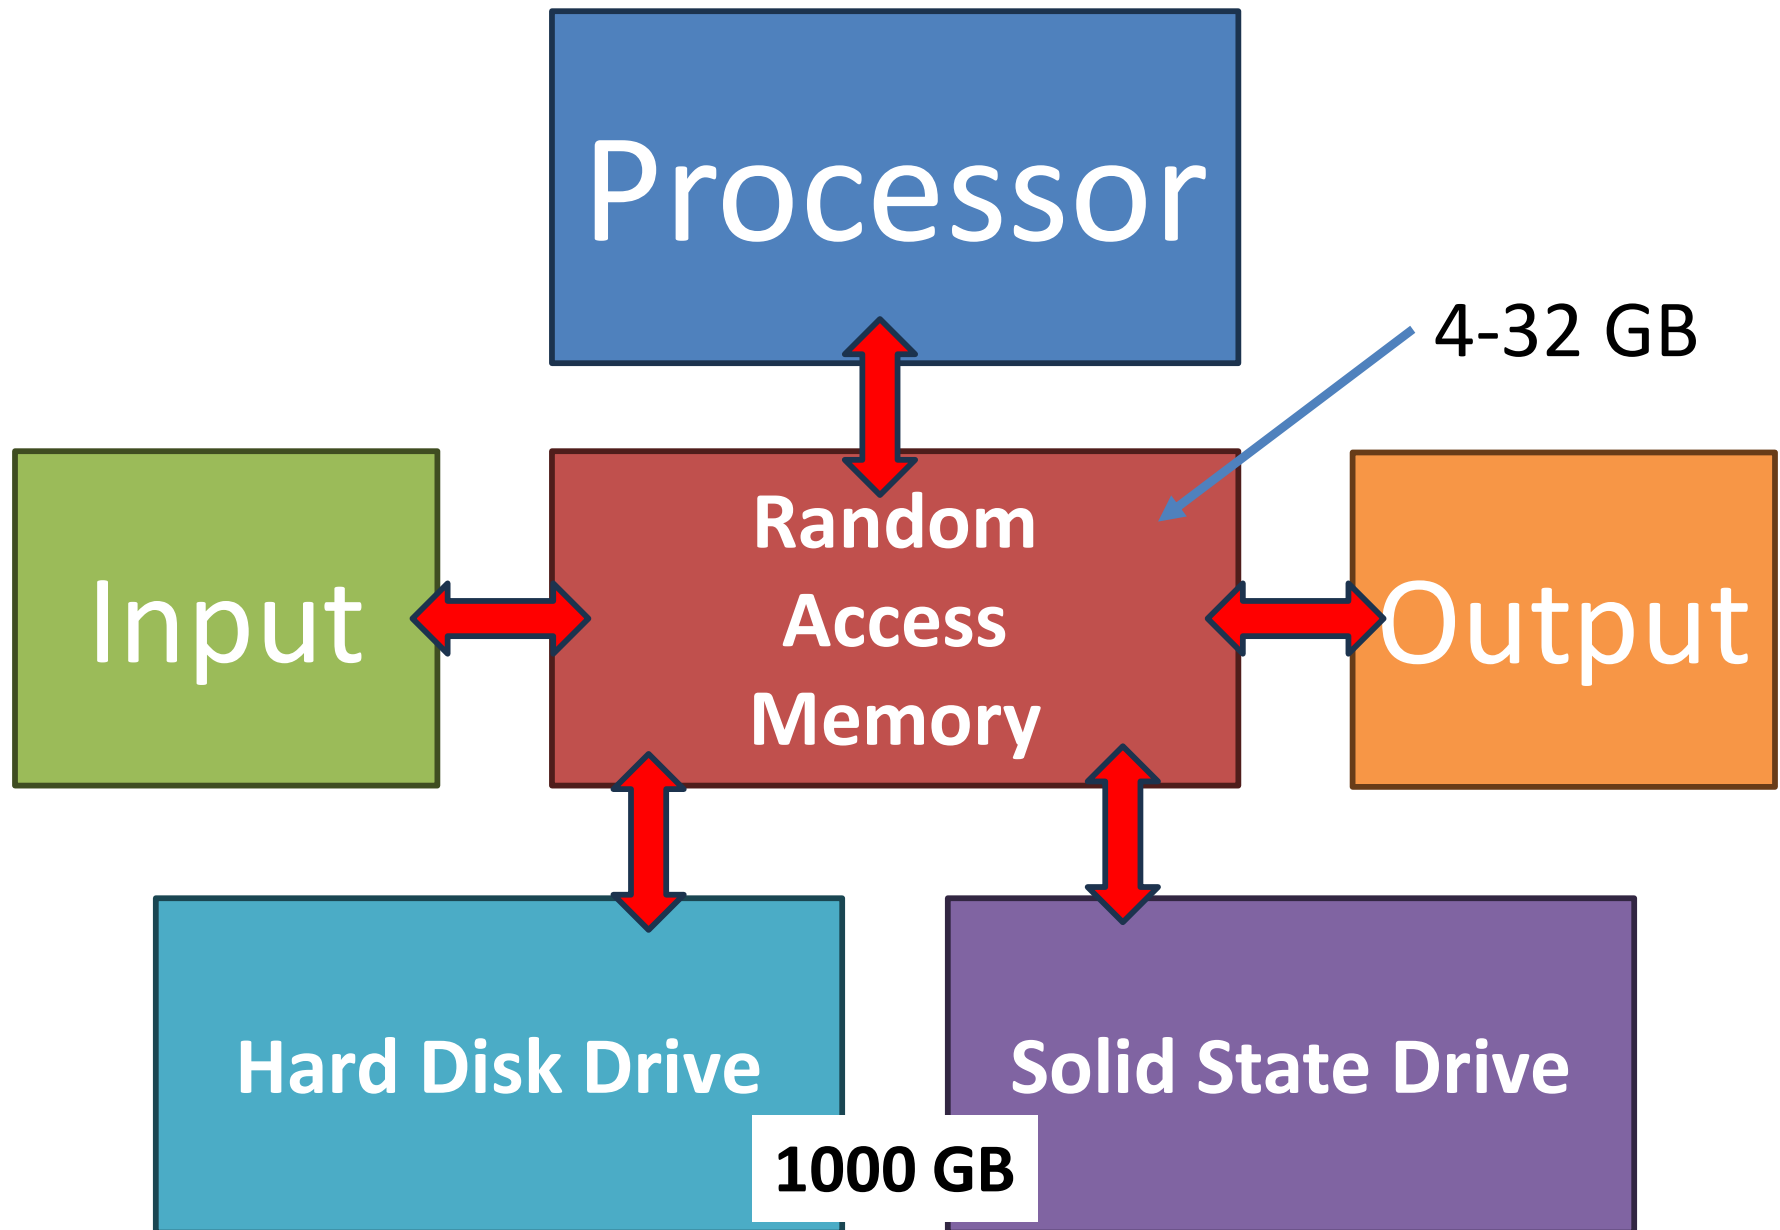 Processor
4-32 GB
Input
Random
Access
Memory
Output
Hard Disk Drive
Solid State Drive
1000 GB